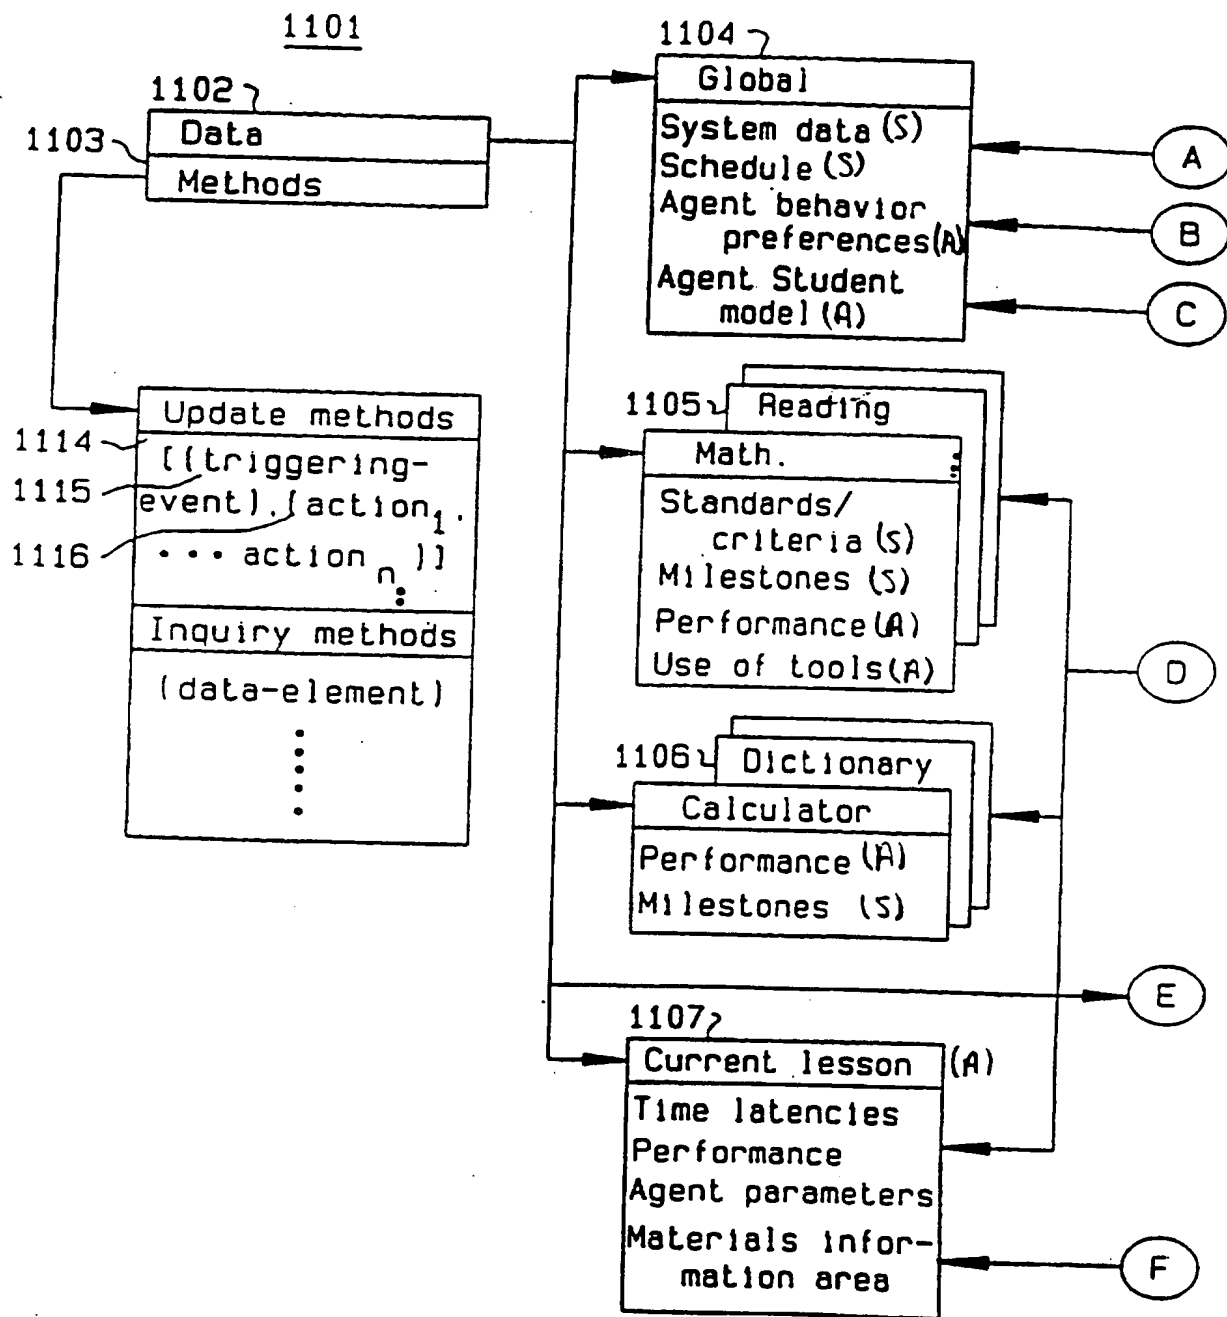 1101
1102
Data
1103
Methods
Update methods
1114
[((triggering-
1115
event),(action1,
1116
... action n )]]
Inquiry methods
(data-element)
1104
Global
System data (S)
Schedule (S)
Agent behavior
preferences (A)
Agent Student
model (A)
A
B
C
1105
Reading
Math.
Standards/
criteria (S)
Milestones (S)
Performance (A)
Use of tools (A)
D
1106
Dictionary
Calculator
Performance (A)
Milestones (S)
E
1107
Current lesson (A)
Time latencies
Performance
Agent parameters
Materials infor-
mation area
F